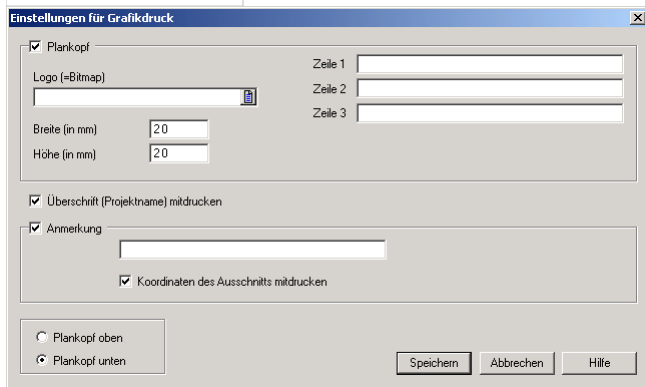 Einstellungen für Grafikdruck
Plankopf
Logo (=Bitmap)
Zeile 1
Zeile 2
Zeile 3
Breite (in mm) 20
Höhe (in mm) 20
Überschrift (Projektname) mitdrucken
Anmerkung
Koordinaten des Ausschnitts mitdrucken
Plankopf oben
Plankopf unten
Speichern Abbrechen Hilfe